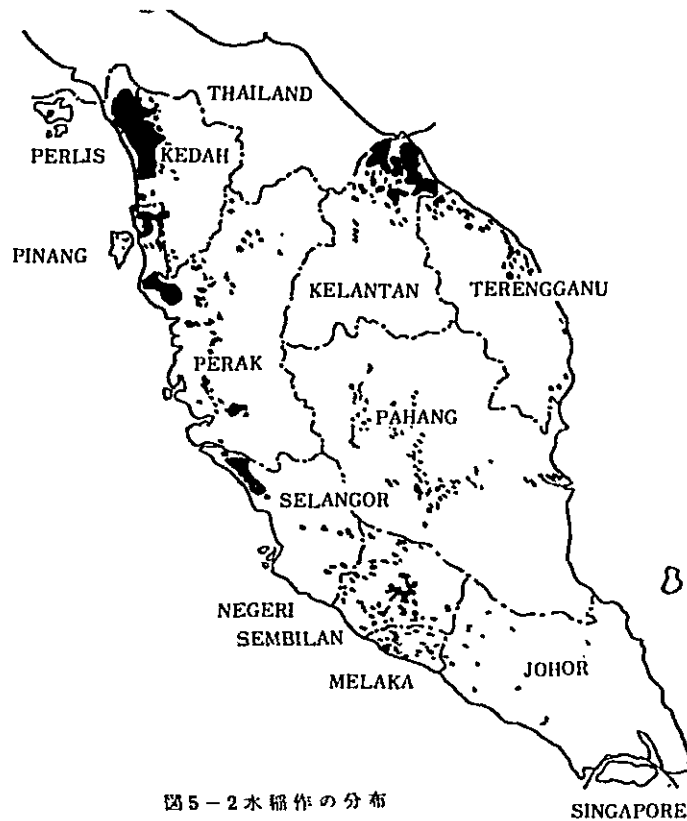 THAILAND
PERLIS
KEDAH
PINANG
KELANTAN
TERENGGANU
PERAK
PAHANG
SELANGOR
NEGERI
SEMBILAN
MELAKA
JOHOR
図5-2水稲作の分布
SINGAPORE